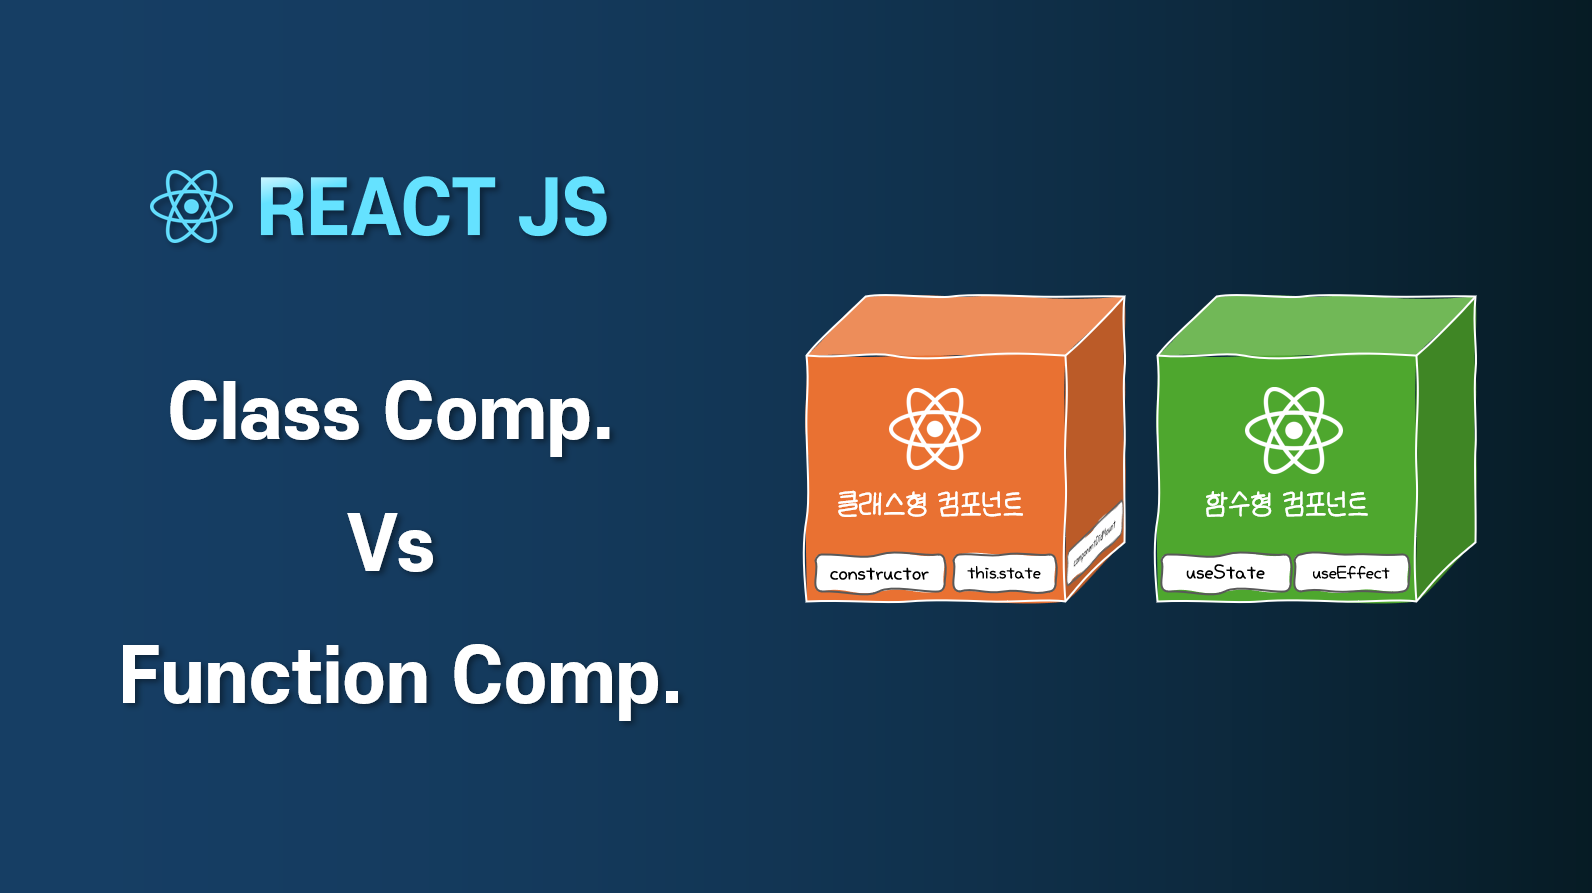 REACT JS
Class Comp.
Vs
Function Comp.
클래스형 컴포넌트
constructor
this.state
componentDidMount
함수형 컴포넌트
useState
useEffect